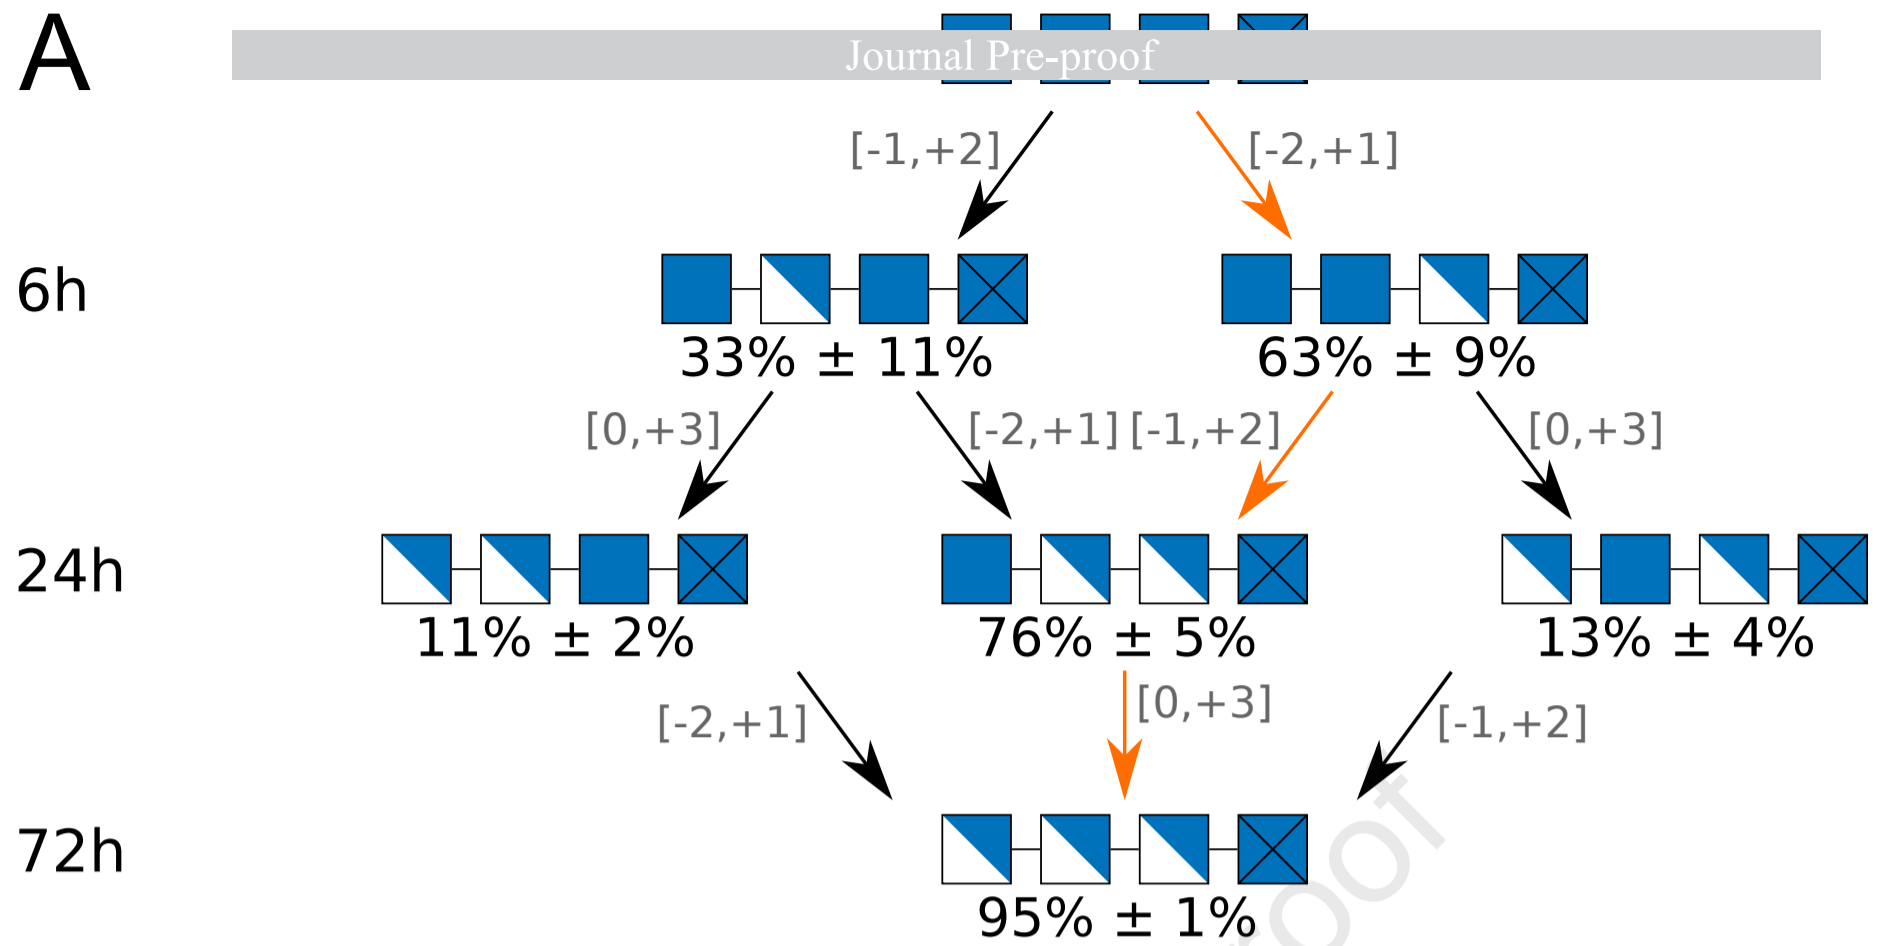 A
Journal Pre-proof
[-1,+2] [-2,+1]
6h
33% ± 11% 63% ± 9%
[0,+3] [-2,+1] [-1,+2] [0,+3]
24h
11% ± 2% 76% ± 5% 13% ± 4%
[-2,+1] [0,+3] [-1,+2]
72h
95% ± 1%
roof